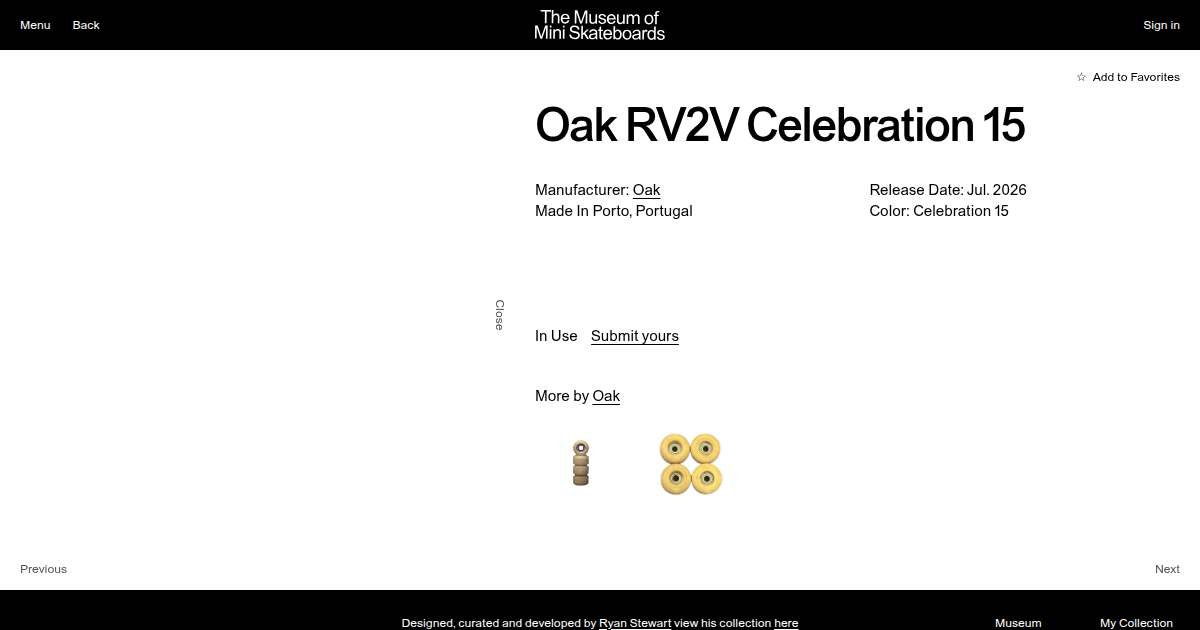 Menu
Back
The Museum of
Mini Skateboards
Sign in
☆ Add to Favorites
Oak RV2V Celebration 15
Manufacturer: Oak
Made In Porto, Portugal
Release Date: Jul. 2026
Color: Celebration 15
Close
In Use
Submit yours
More by Oak
Previous
Next
Designed, curated and developed by Ryan Stewart view his collection here
Museum
My Collection